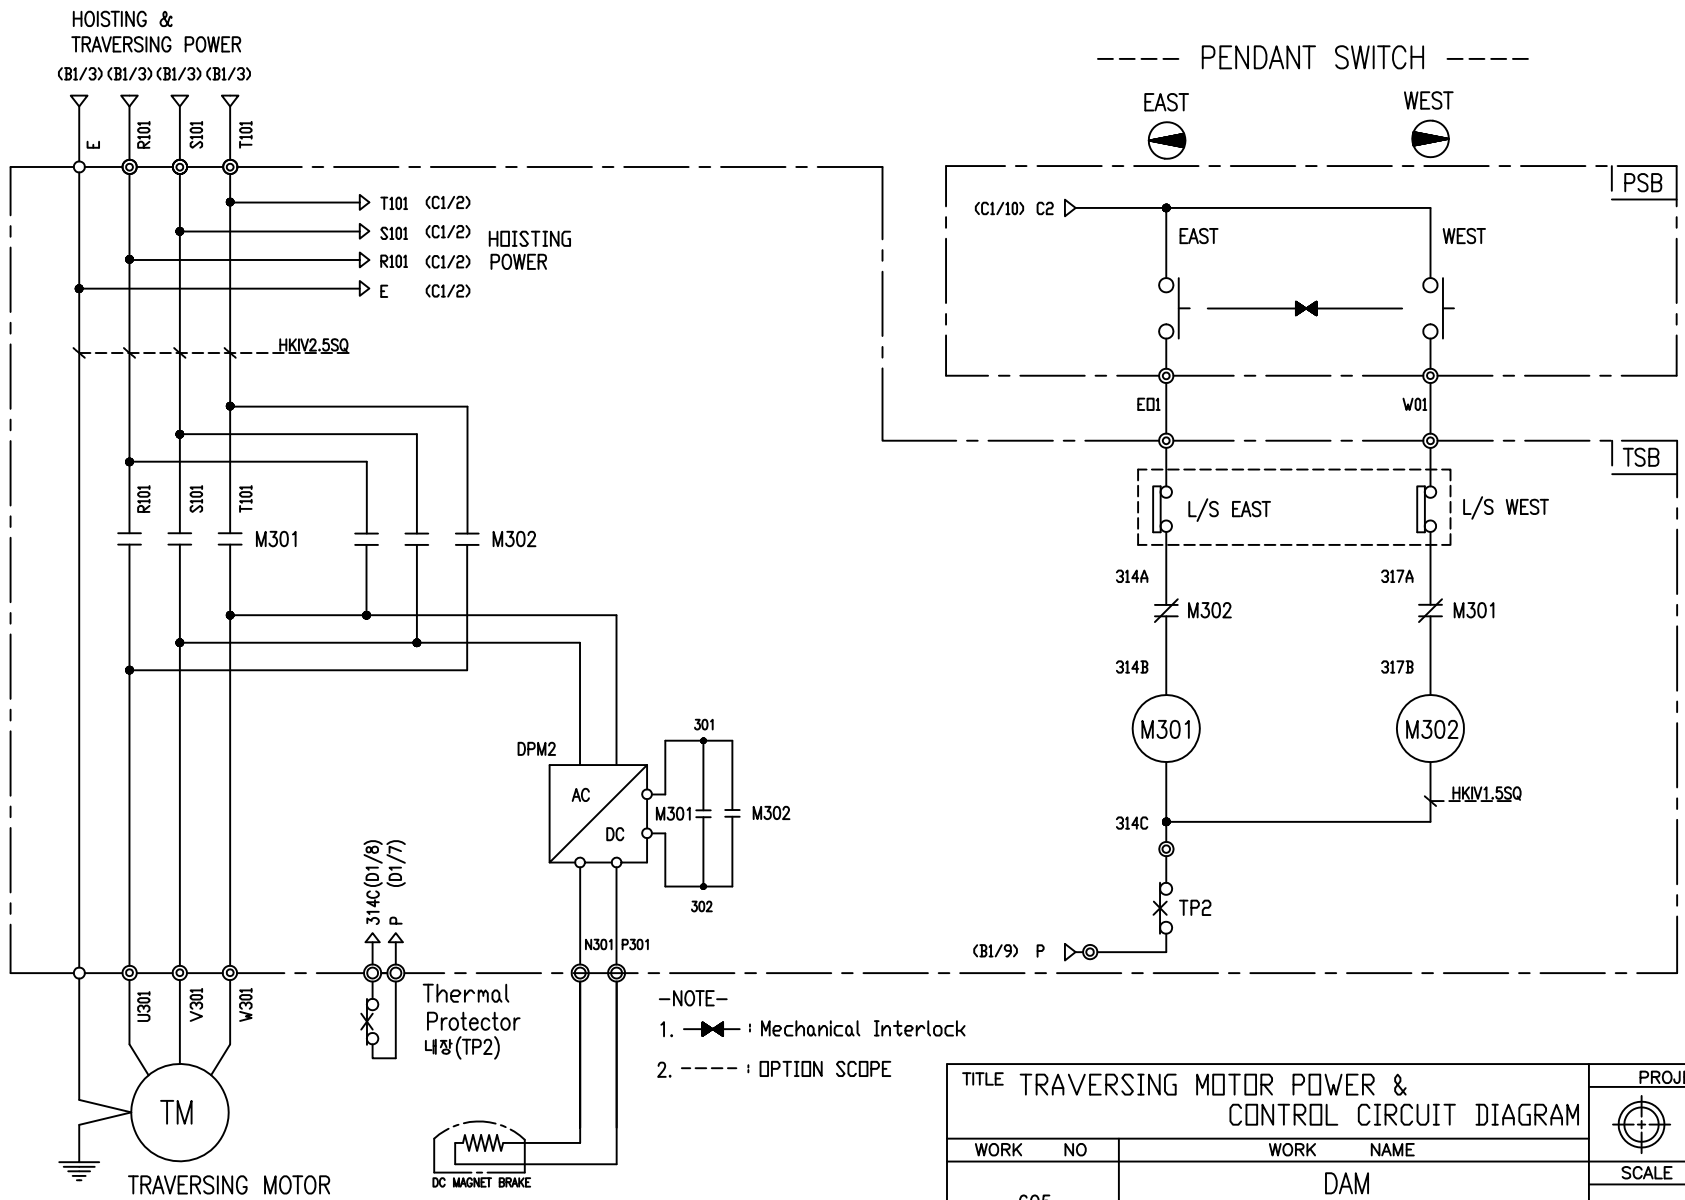 HOISTING &
TRAVERSING POWER
(B1/3) (B1/3) (B1/3) (B1/3)
E
R101
S101
T101
T101 (C1/2)
S101 (C1/2)
R101 (C1/2)
E (C1/2)
HOISTING
POWER
HKIV2.5SQ
R101
S101
T101
M301
M302
DPM2
AC
DC
301
M301
M302
302
314C(D1/8)
P (D1/7)
N301 P301
U301
V301
W301
Thermal
Protector
내장(TP2)
TM
TRAVERSING MOTOR
DC MAGNET BRAKE
---- PENDANT SWITCH ----
EAST
WEST
PSB
(C1/10) C2
EAST
WEST
E01
W01
TSB
L/S EAST
L/S WEST
314A
317A
M302
M301
314B
317B
M301
M302
HKIV1.5SQ
314C
TP2
(B1/9) P
-NOTE-
1. : Mechanical Interlock
2. ---- : OPTION SCOPE
TITLE TRAVERSING MOTOR POWER &
CONTROL CIRCUIT DIAGRAM
WORK NO
WORK NAME
DAM
SCALE